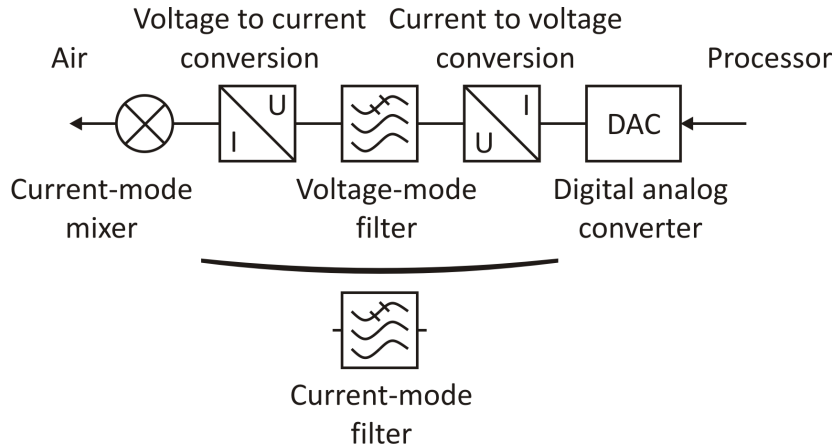 Voltage to current Current to voltage
Air conversion conversion Processor
U I DAC
I U
Current-mode Voltage-mode Digital analog
mixer filter converter
Current-mode
filter